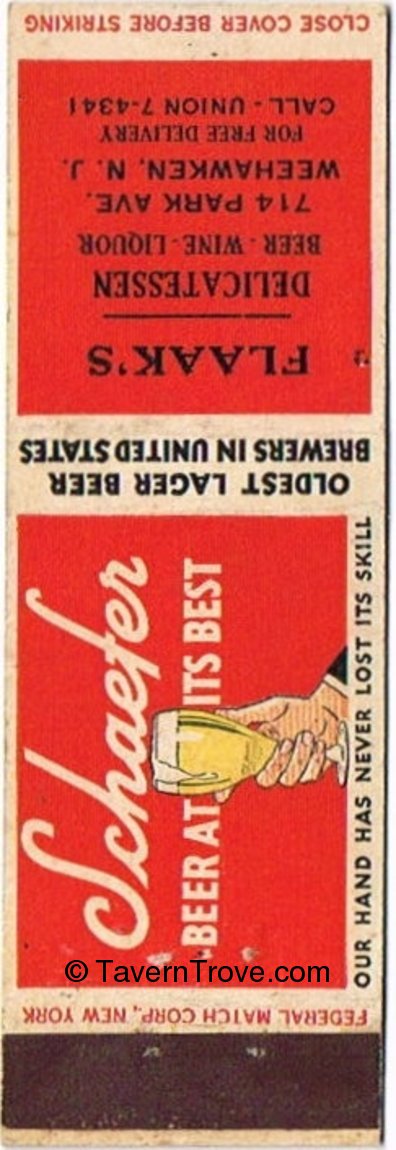 CLOSE COVER BEFORE STRIKING
FLAAK'S
DELICATESSEN
BEER - WINE - LIQUOR
714 PARK AVE.
WEEHAWKEN, N. J.
FOR FREE DELIVERY
CALL - UNION 7-4341
OLDEST LAGER BEER
BREWERS IN UNITED STATES
Schaefer
BEER AT ITS BEST
OUR HAND HAS NEVER LOST ITS SKILL
© TavernTrove.com
FEDERAL MATCH CORP., NEW YORK